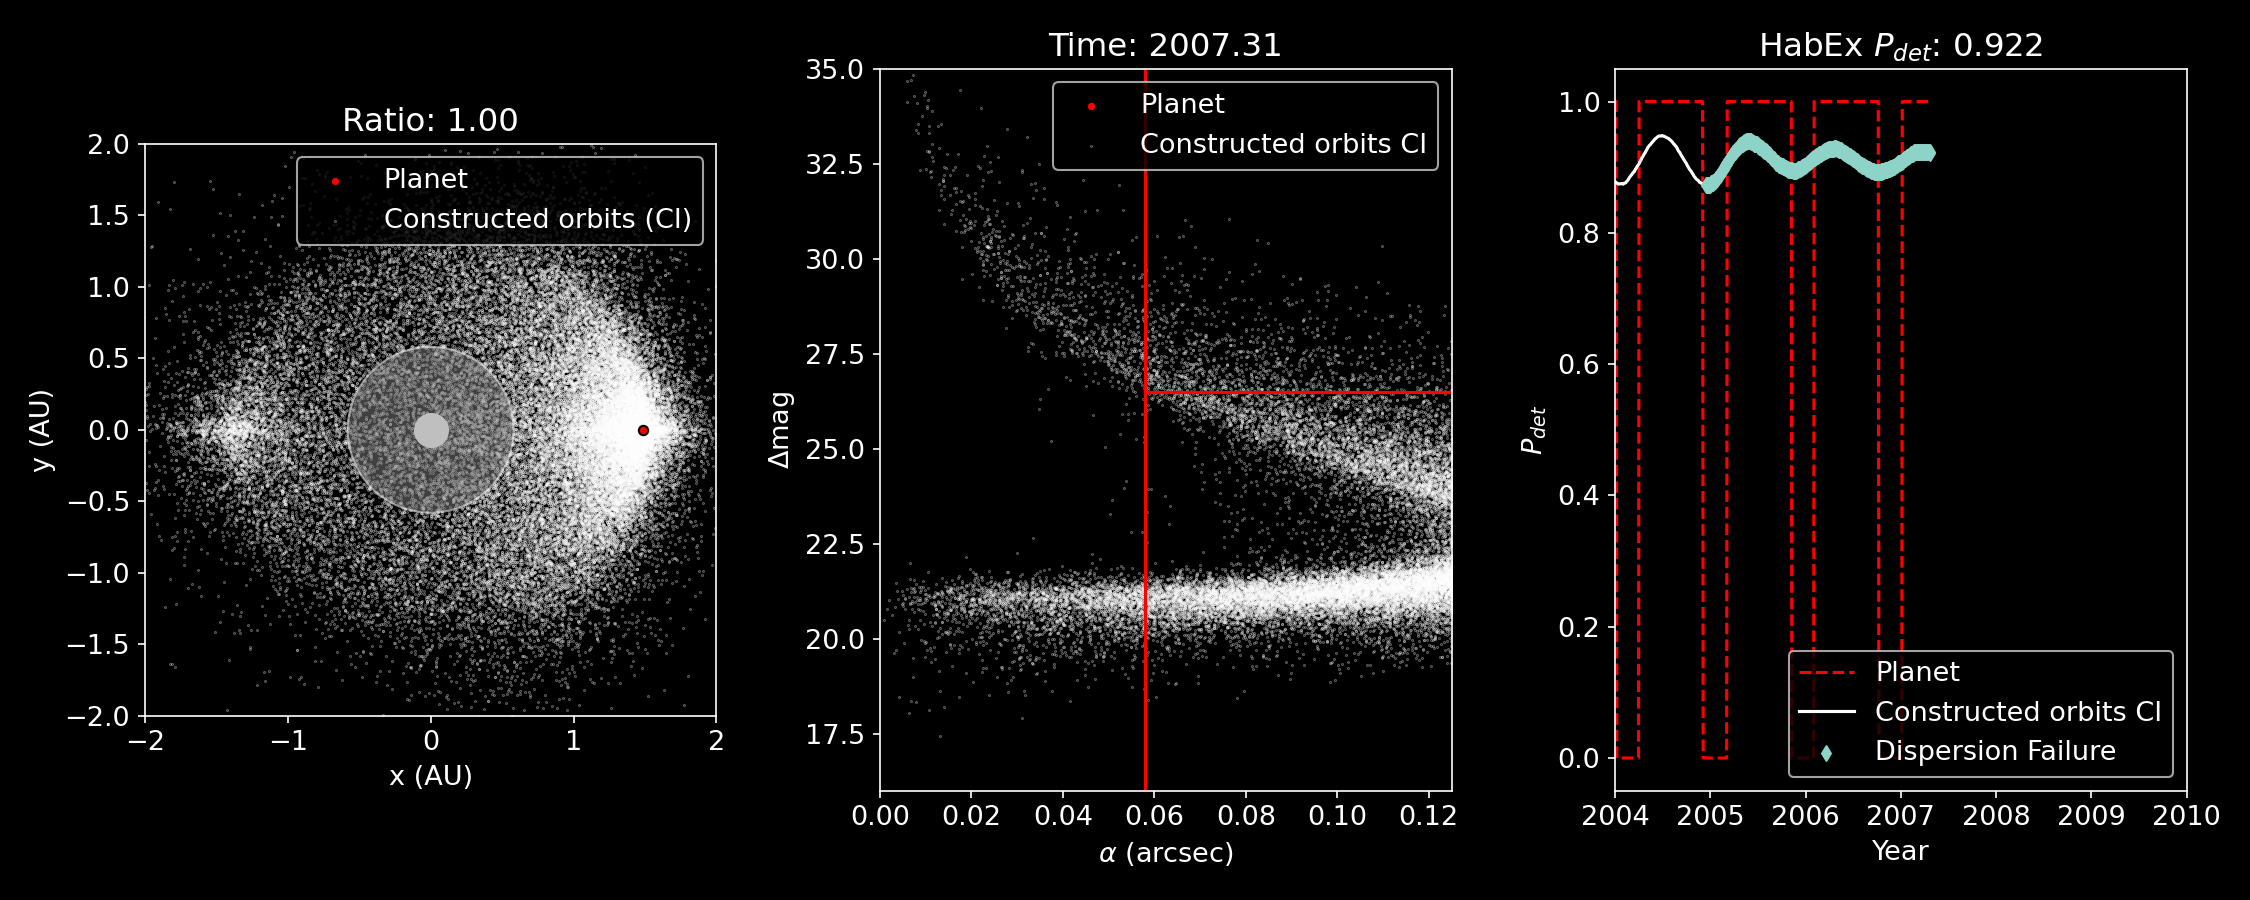 Ratio: 1.00
Planet
Constructed orbits (CI)
2.0
1.5
1.0
0.5
0.0
−0.5
−1.0
−1.5
−2.0
y (AU)
−2 −1 0 1 2
x (AU)
Time: 2007.31
Planet
Constructed orbits CI
35.0
32.5
30.0
27.5
25.0
22.5
20.0
17.5
Δmag
0.00 0.02 0.04 0.06 0.08 0.10 0.12
α (arcsec)
HabEx P_det: 0.922
1.0
0.8
0.6
0.4
0.2
0.0
P_det
Planet
Constructed orbits CI
Dispersion Failure
2004 2005 2006 2007 2008 2009 2010
Year